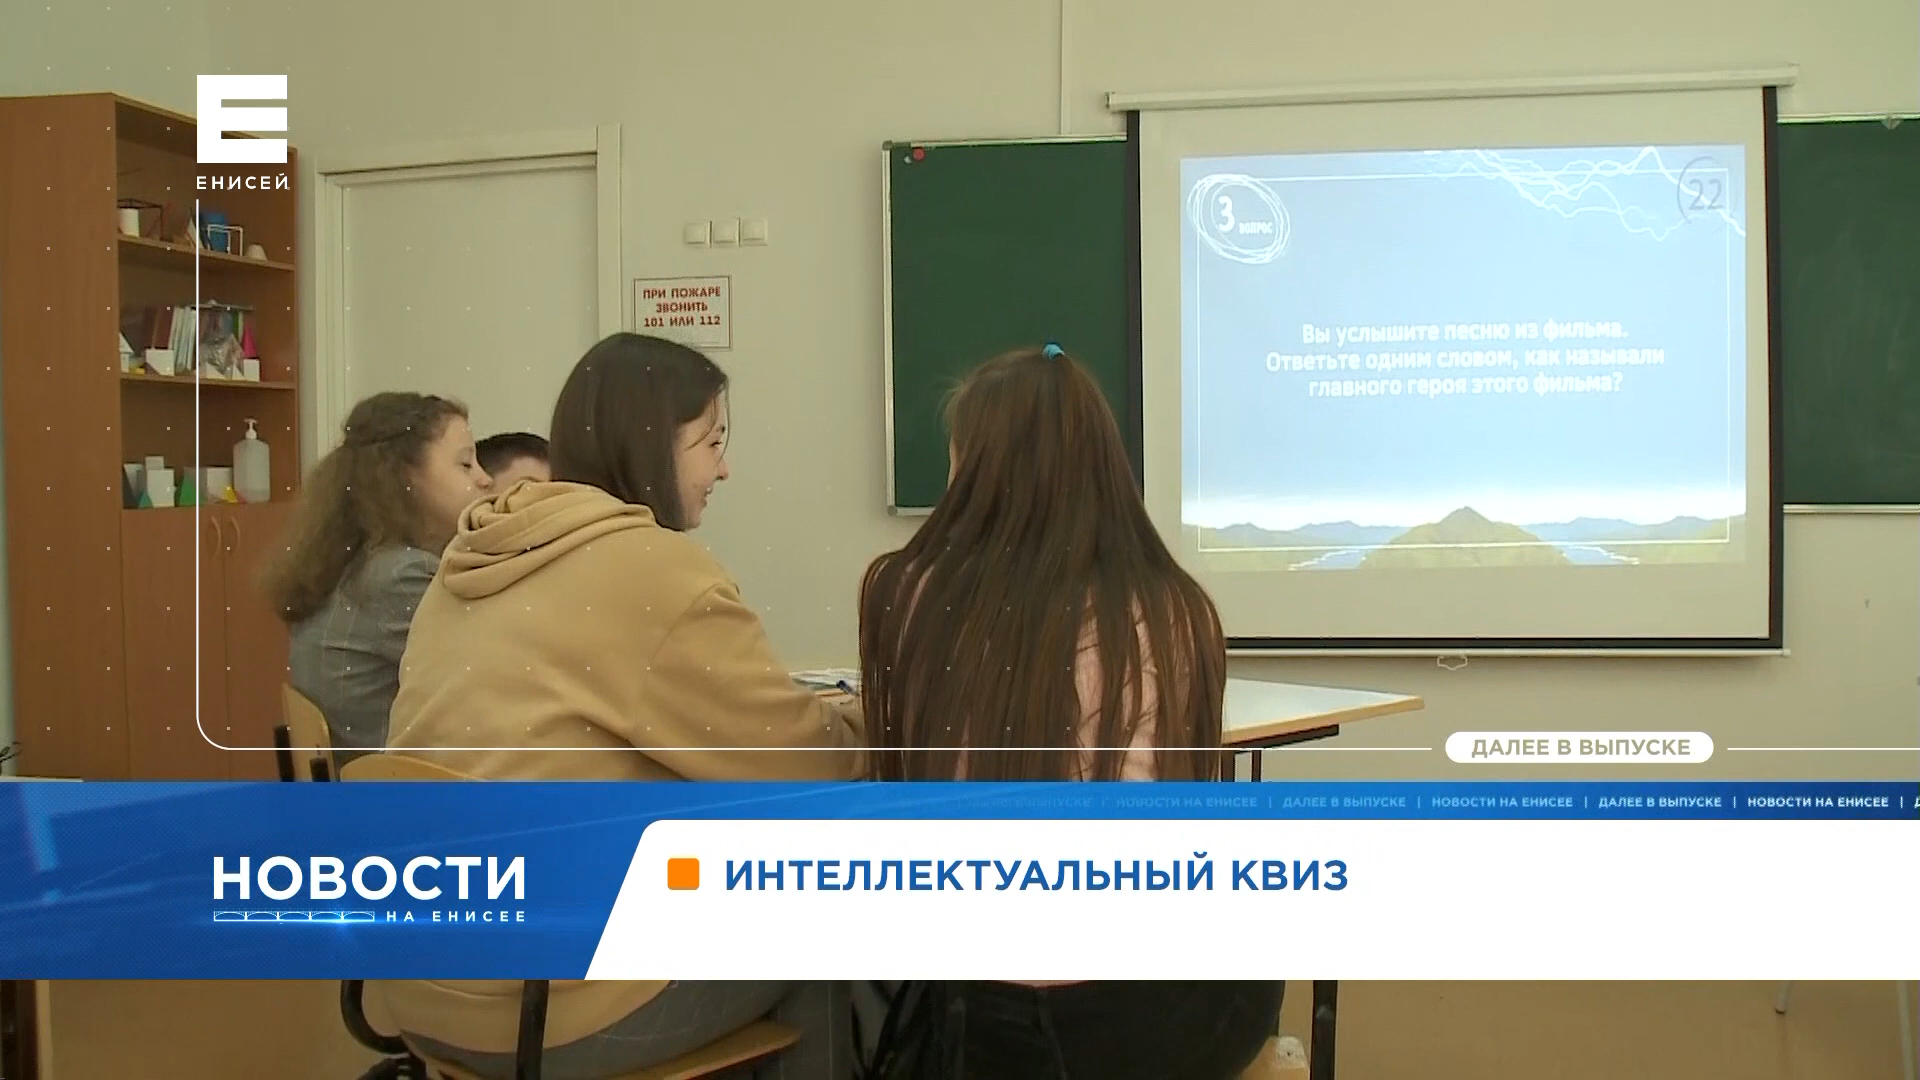 ЕНИСЕЙ
ПРИ ПОЖАРЕ
ЗВОНИТЬ
101 ИЛИ 112
3 ВОПРОС
22
Вы услышите песню из фильма.
Ответьте одним словом, как называли
главного героя этого фильма?
ДАЛЕЕ В ВЫПУСКЕ
НОВОСТИ НА ЕНИСЕЕ | ДАЛЕЕ В ВЫПУСКЕ | НОВОСТИ НА ЕНИСЕЕ | ДАЛЕЕ В ВЫПУСКЕ | НОВОСТИ НА ЕНИСЕЕ |
НОВОСТИ
НА ЕНИСЕЕ
ИНТЕЛЛЕКТУАЛЬНЫЙ КВИЗ